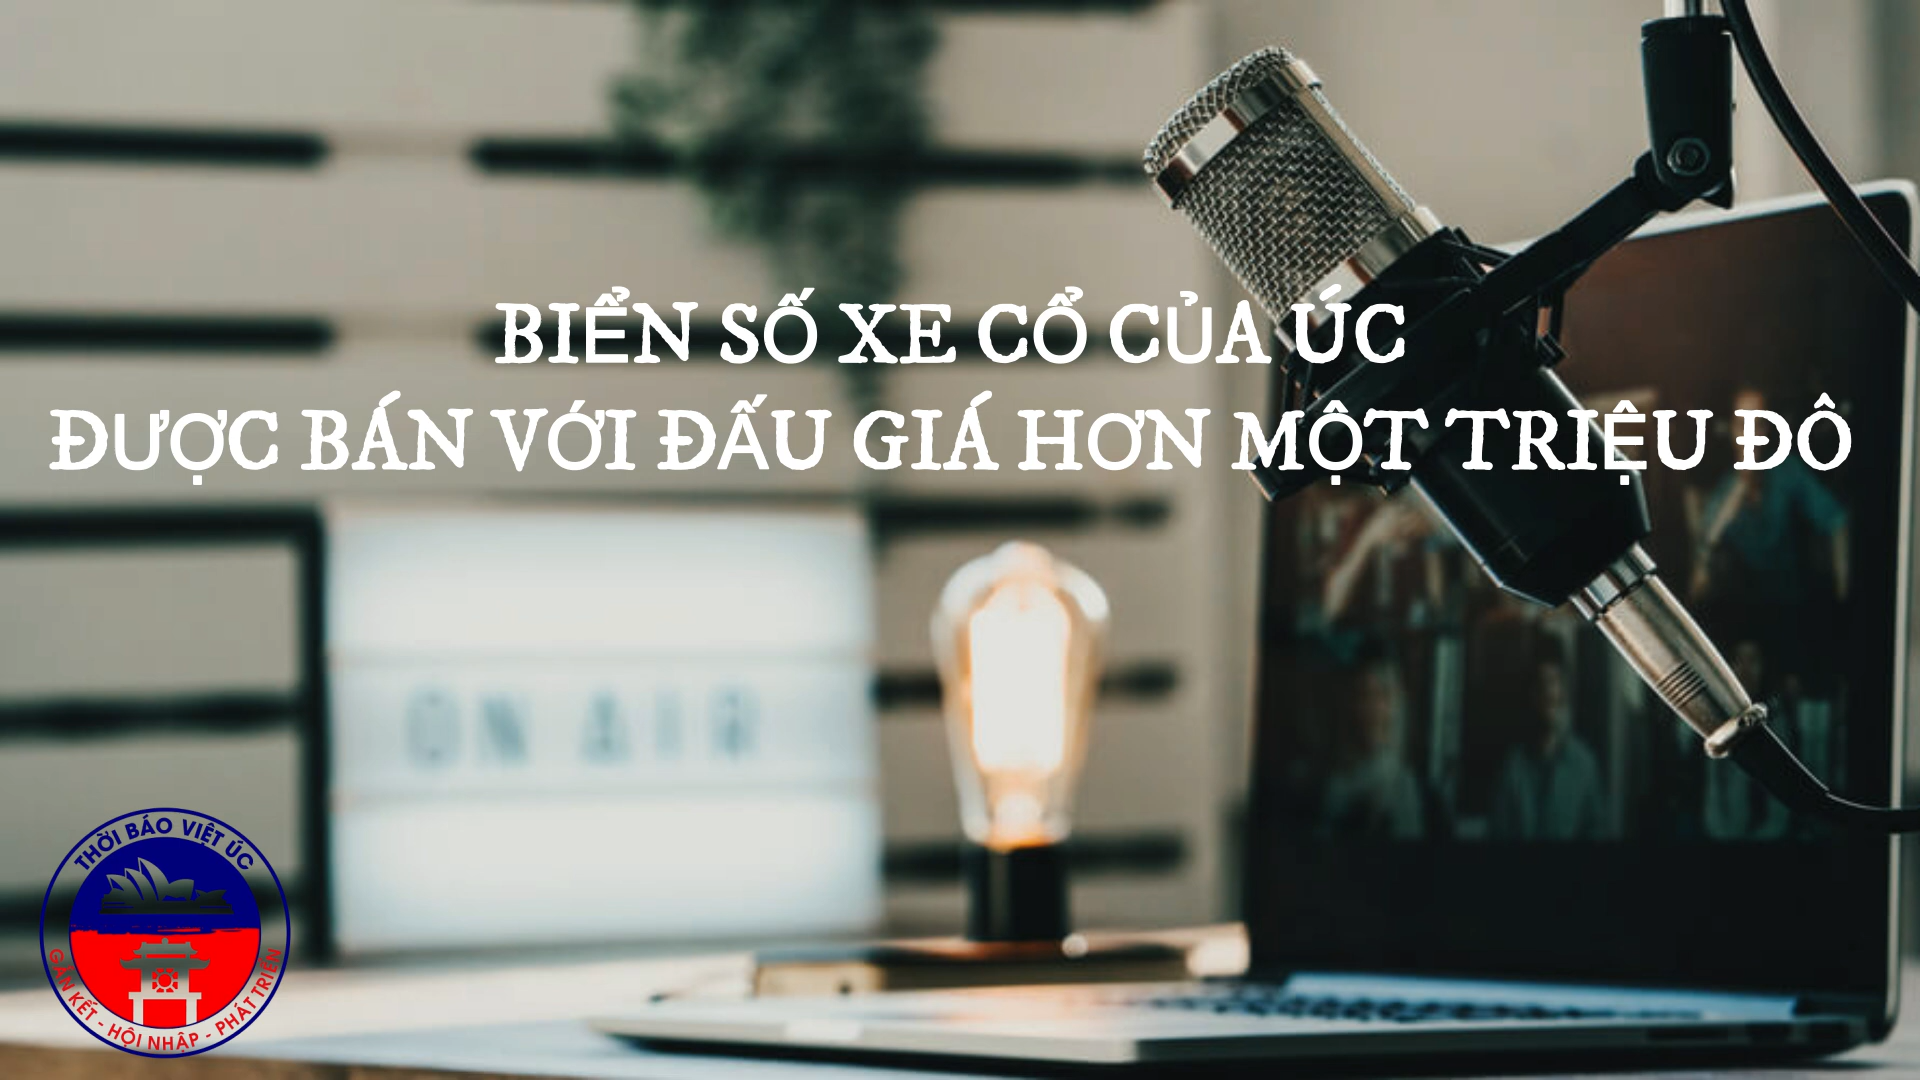 BIỂN SỐ XE CỔ CỦA ÚC
ĐƯỢC BÁN VỚI ĐẤU GIÁ HƠN MỘT TRIỆU ĐÔ
ON AIR
THỜI BÁO VIỆT ÚC
GẮN KẾT - HỘI NHẬP - PHÁT TRIỂN